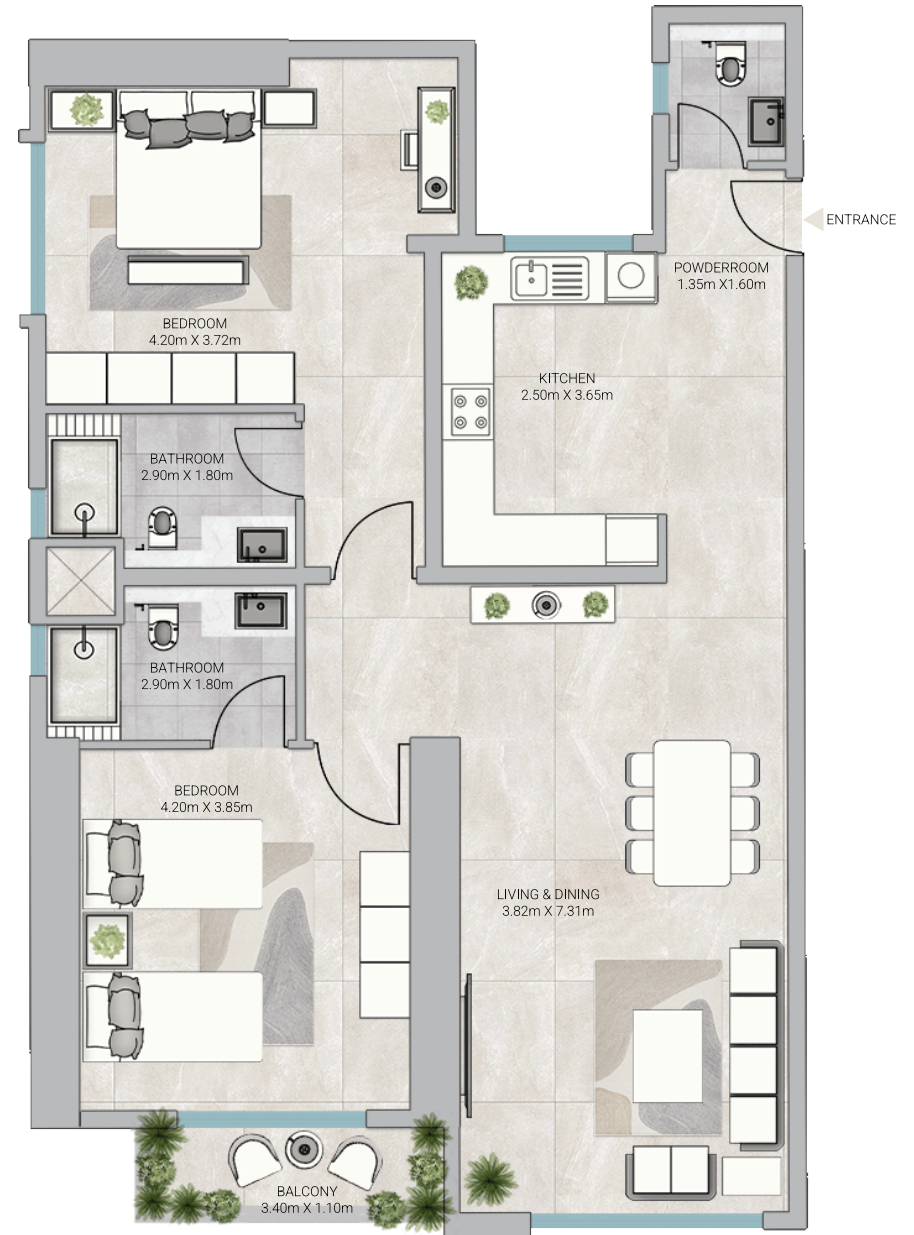 ENTRANCE
POWDERROOM
1.35m X1.60m
BEDROOM
4.20m X 3.72m
KITCHEN
2.50m X 3.65m
BATHROOM
2.90m X 1.80m
BATHROOM
2.90m X 1.80m
BEDROOM
4.20m X 3.85m
LIVING & DINING
3.82m X 7.31m
BALCONY
3.40m X 1.10m